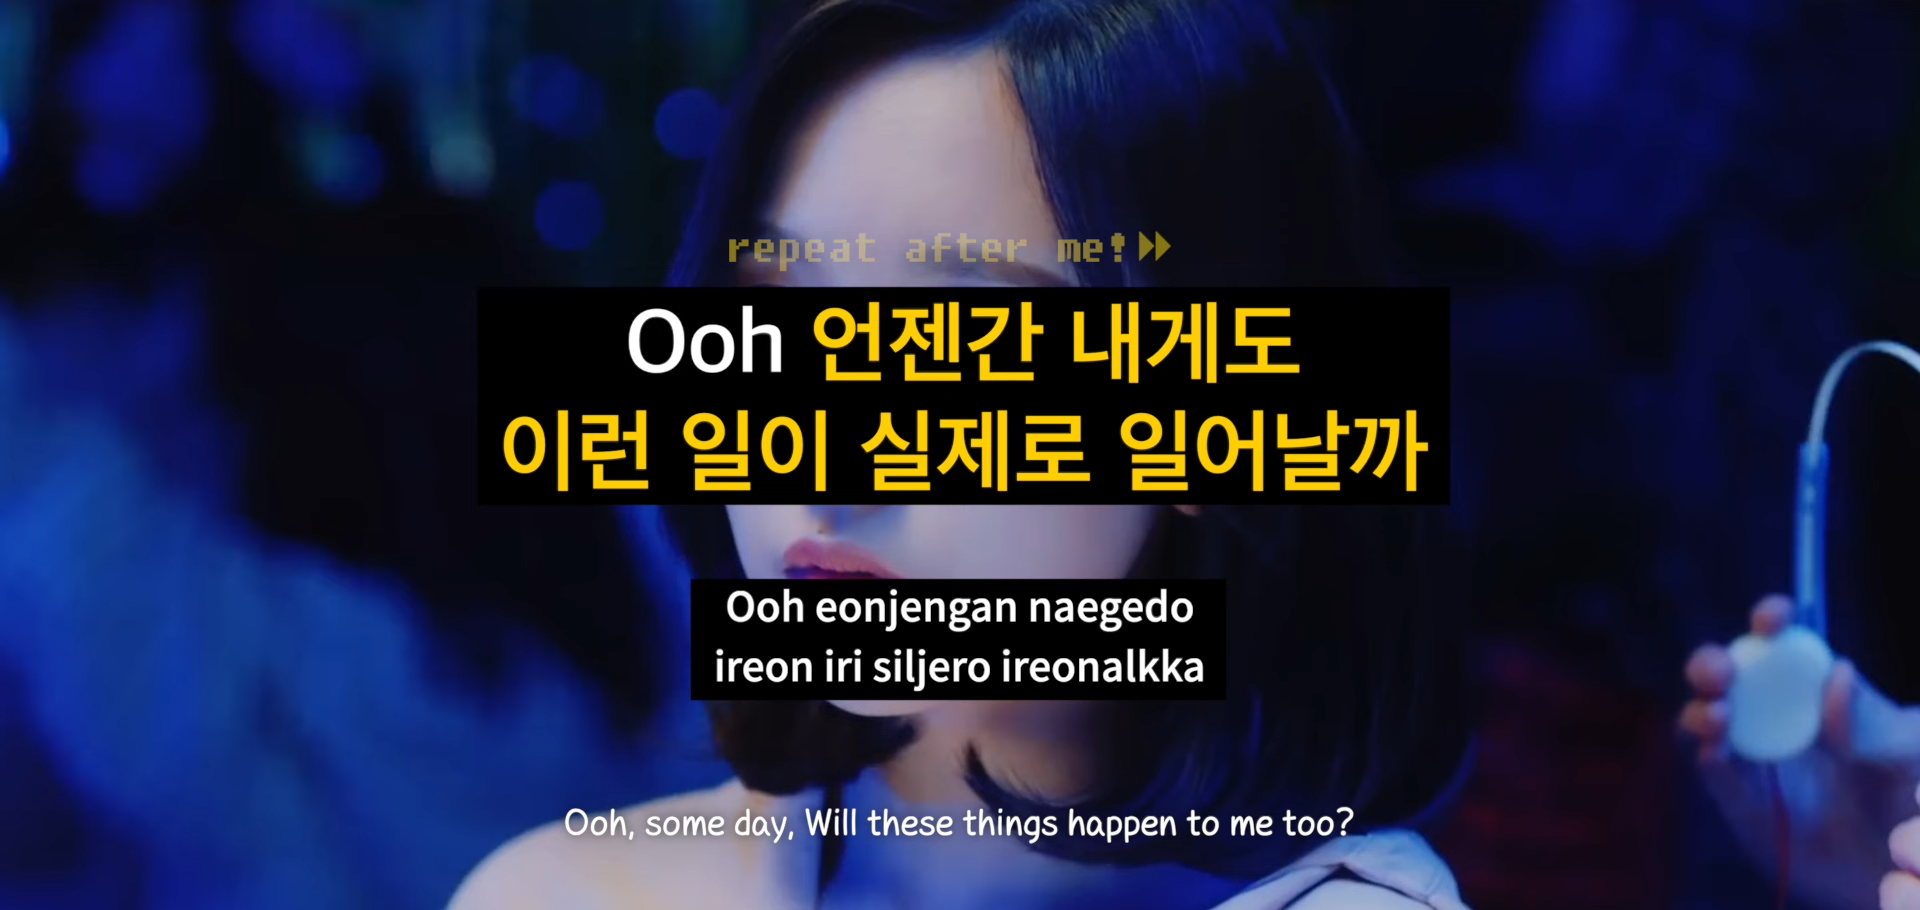 repeat after me!
Ooh 언젠간 내게도
이런 일이 실제로 일어날까
Ooh eonjengan naegedo
ireon iri siljero ireonalkka
Ooh, some day, Will these things happen to me too?